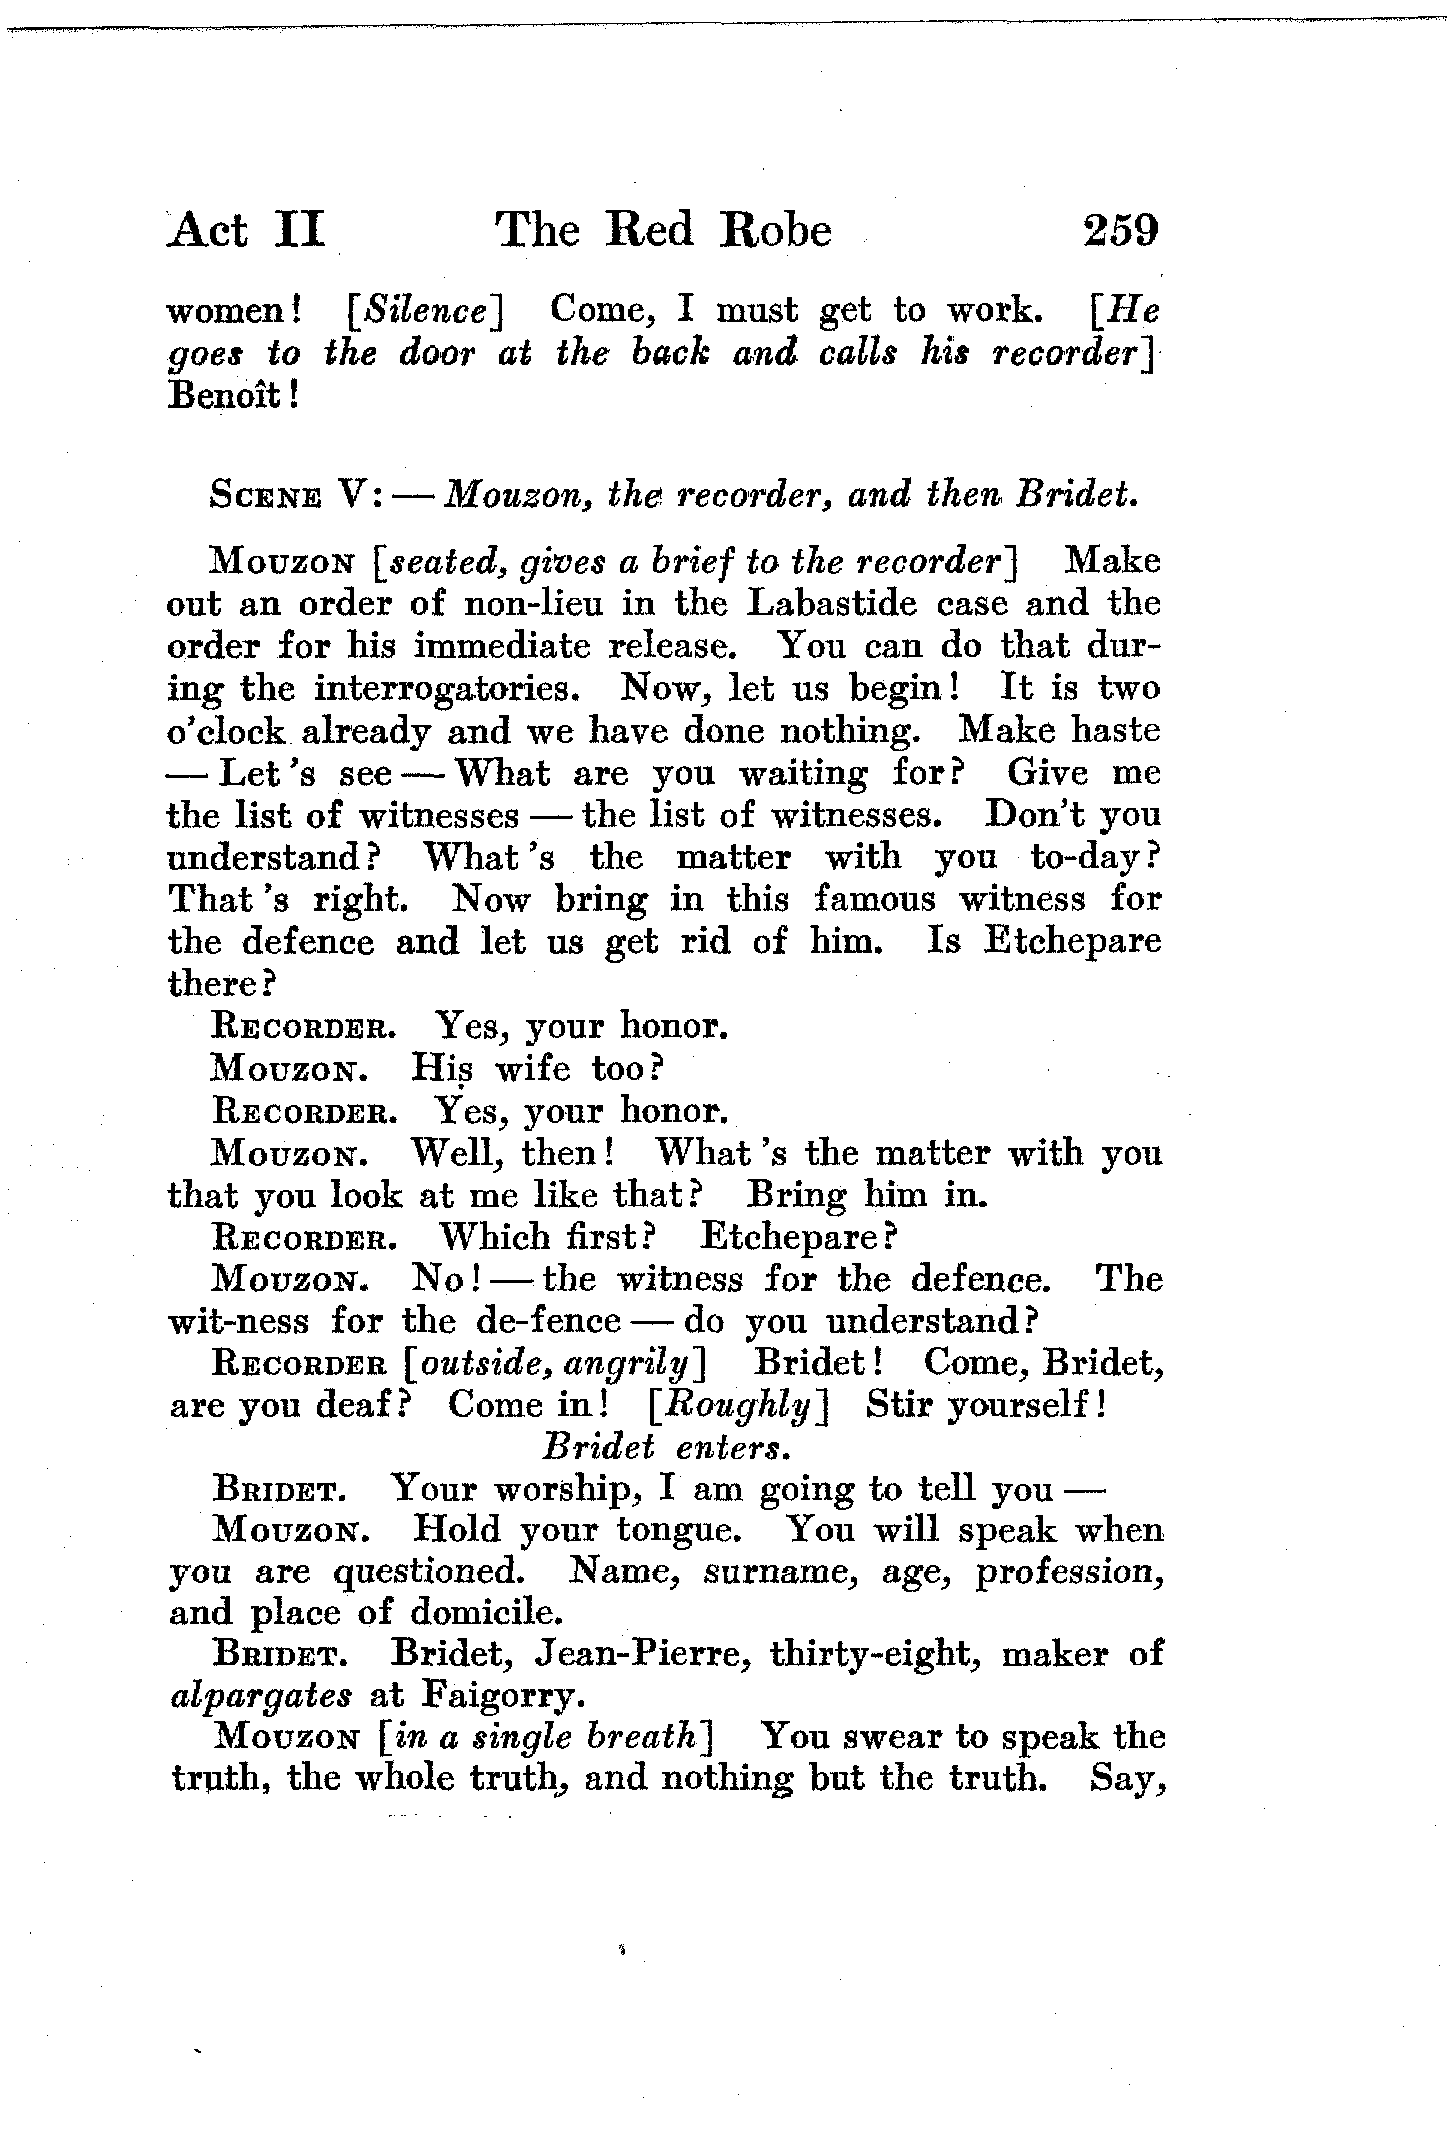 Act II The Red Robe 259
women! [Silence] Come, I must get to work. [He
goes to the door at the back and calls his recorder]
Benoît!
SCENE V:—Mouzon, the recorder, and then Bridet.
MOUZON [seated, gives a brief to the recorder] Make
out an order of non-lieu in the Labastide case and the
order for his immediate release. You can do that dur-
ing the interrogatories. Now, let us begin! It is two
o'clock already and we have done nothing. Make haste
— Let's see — What are you waiting for? Give me
the list of witnesses — the list of witnesses. Don't you
understand? What's the matter with you to-day?
That's right. Now bring in this famous witness for
the defence and let us get rid of him. Is Etchepare
there?
RECORDER. Yes, your honor.
MOUZON. His wife too?
RECORDER. Yes, your honor.
MOUZON. Well, then! What's the matter with you
that you look at me like that? Bring him in.
RECORDER. Which first? Etchepare?
MOUZON. No!—the witness for the defence. The
wit-ness for the de-fence — do you understand?
RECORDER [outside, angrily] Bridet! Come, Bridet,
are you deaf? Come in! [Roughly] Stir yourself!
Bridet enters.
BRIDET. Your worship, I am going to tell you —
MOUZON. Hold your tongue. You will speak when
you are questioned. Name, surname, age, profession,
and place of domicile.
BRIDET. Bridet, Jean-Pierre, thirty-eight, maker of
alpargates at Faigorry.
MOUZON [in a single breath] You swear to speak the
truth, the whole truth, and nothing but the truth. Say,